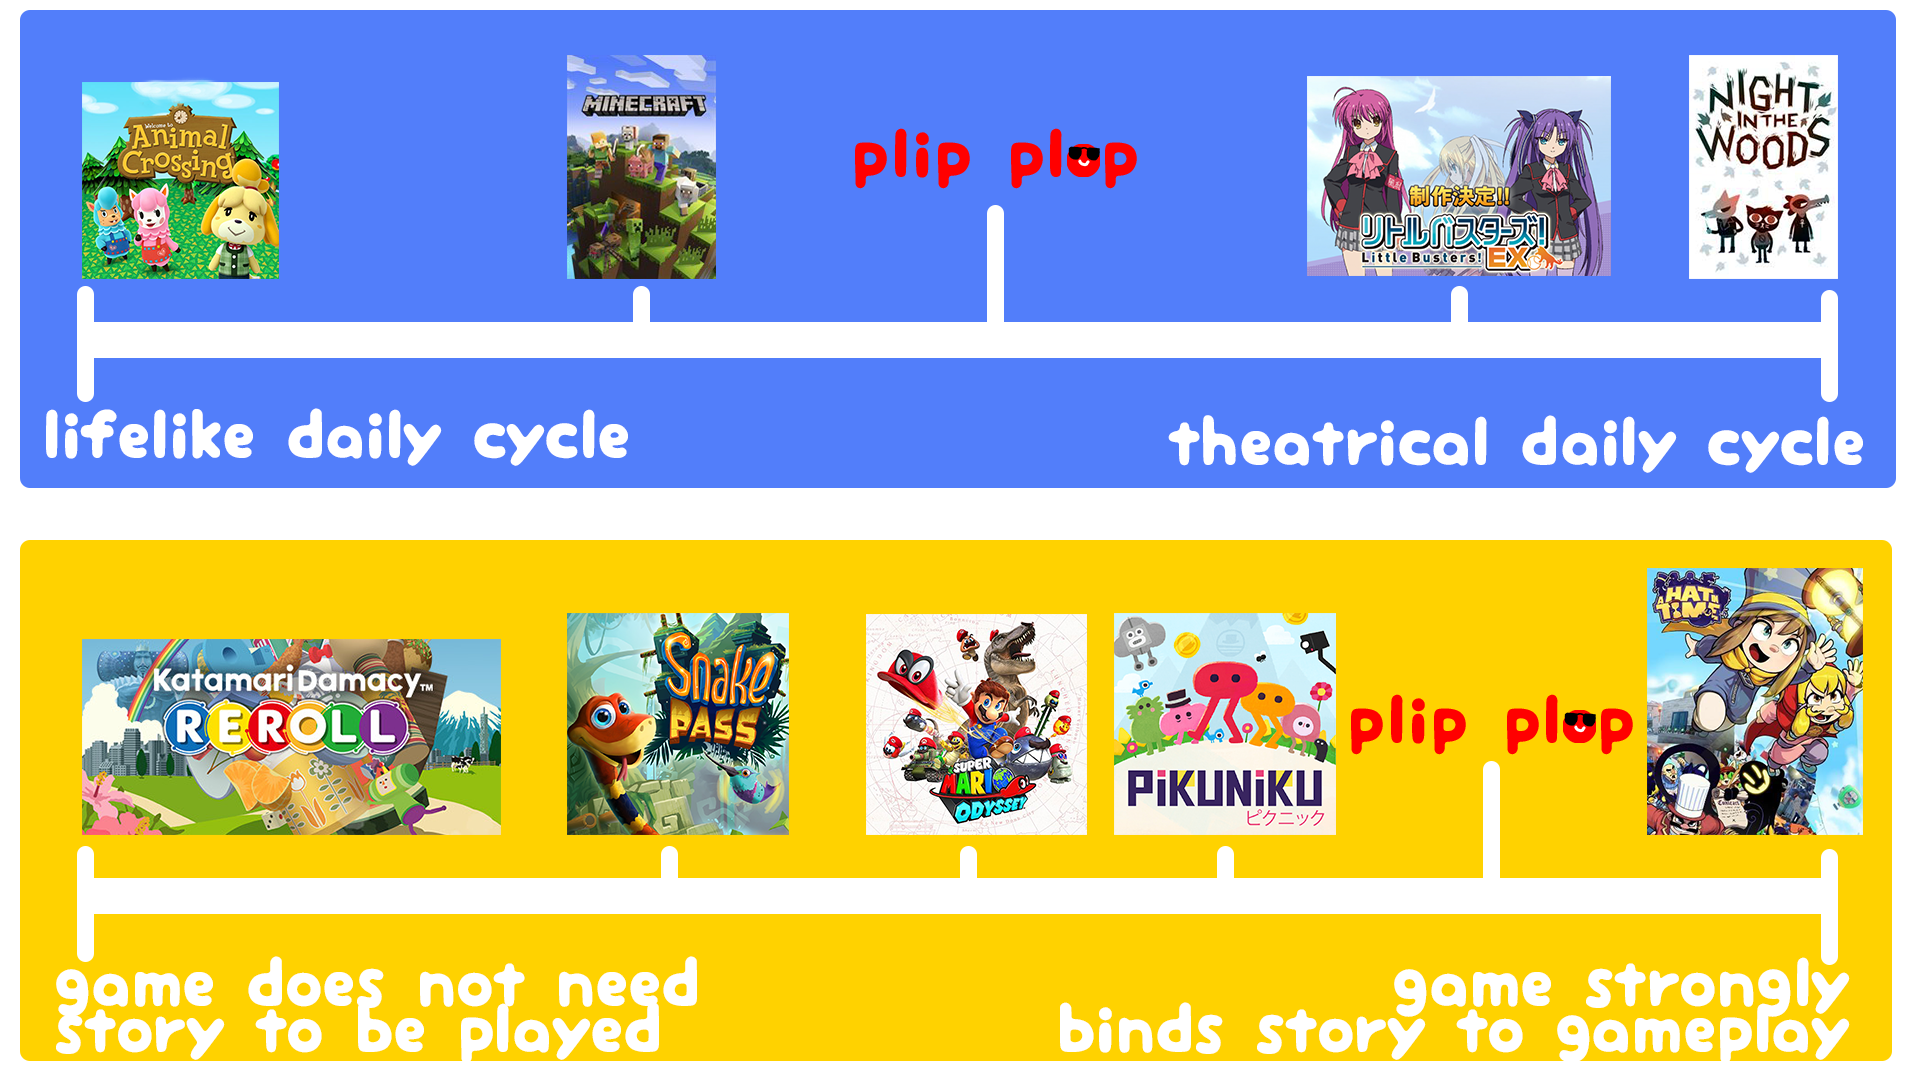 Welcome to
Animal
Crossing
MINECRAFT
plip plop
制作決定!!
リトルバスターズ!
Little Busters! EX
NIGHT
IN THE
WOODS
lifelike daily cycle
theatrical daily cycle
Katamari Damacy™
REROLL
Snake
PASS
SUPER
MARIO
ODYSSEY
PiKUNiKU
ピクニック
plip plop
A HAT IN
TIME
game does not need
story to be played
game strongly
binds story to gameplay